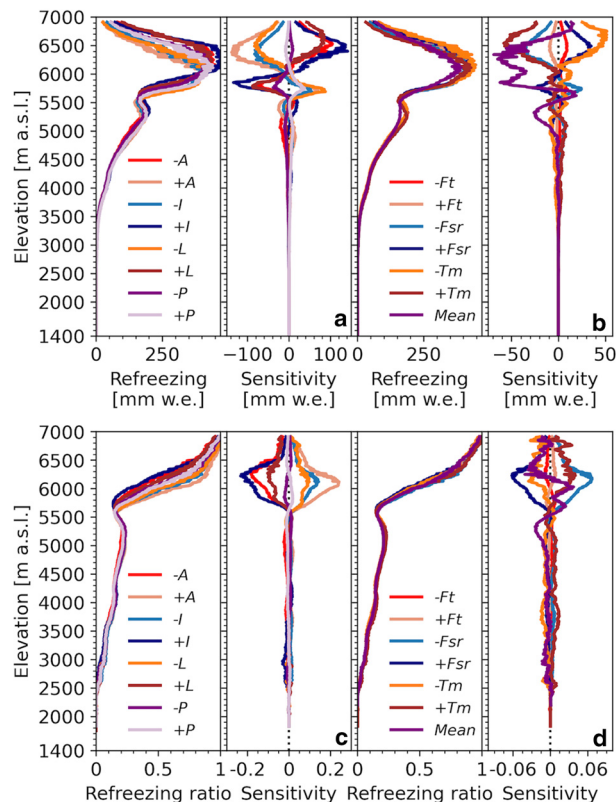 Elevation [m a.s.l.]
7000
6500
6000
5500
5000
4500
4000
3500
3000
2500
2000
1400
-A
+A
-I
+I
-L
+L
-P
+P
a
-Ft
+Ft
-Fsr
+Fsr
-Tm
+Tm
Mean
b
0 250
−100 0 100
0 250
−50 0 50
Refreezing [mm w.e.]
Sensitivity [mm w.e.]
Refreezing [mm w.e.]
Sensitivity [mm w.e.]
Elevation [m a.s.l.]
7000
6500
6000
5500
5000
4500
4000
3500
3000
2500
2000
1400
-A
+A
-I
+I
-L
+L
-P
+P
c
-Ft
+Ft
-Fsr
+Fsr
-Tm
+Tm
Mean
d
0 0.5 1
-0.2 0 0.2
0 0.5 1
-0.06 0 0.06
Refreezing ratio
Sensitivity
Refreezing ratio
Sensitivity